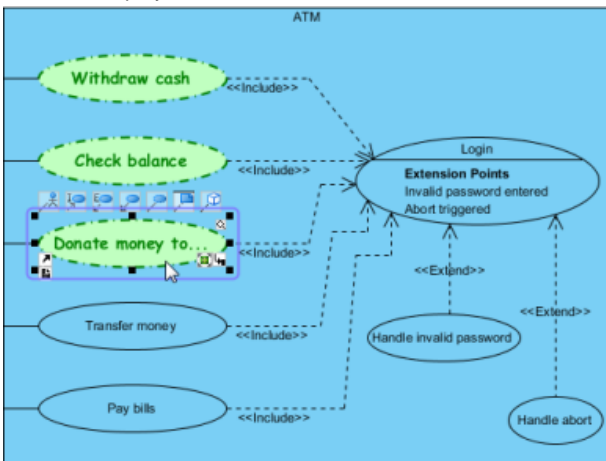 ATM
Withdraw cash
<<Include>>
Check balance
<<Include>>
Login
Extension Points
Invalid password entered
Abort triggered
Donate money to...
<<Include>>
<<Extend>>
<<Extend>>
Transfer money
<<Include>>
Handle invalid password
Pay bills
<<Include>>
Handle abort